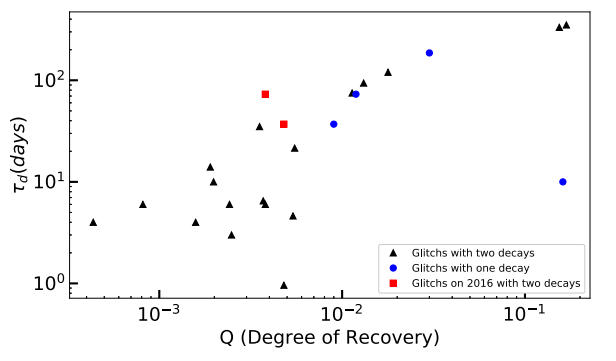 10²
10¹
10⁰
τ_d(days)
Glitchs with two decays
Glitchs with one decay
Glitchs on 2016 with two decays
10⁻³
10⁻²
10⁻¹
Q (Degree of Recovery)